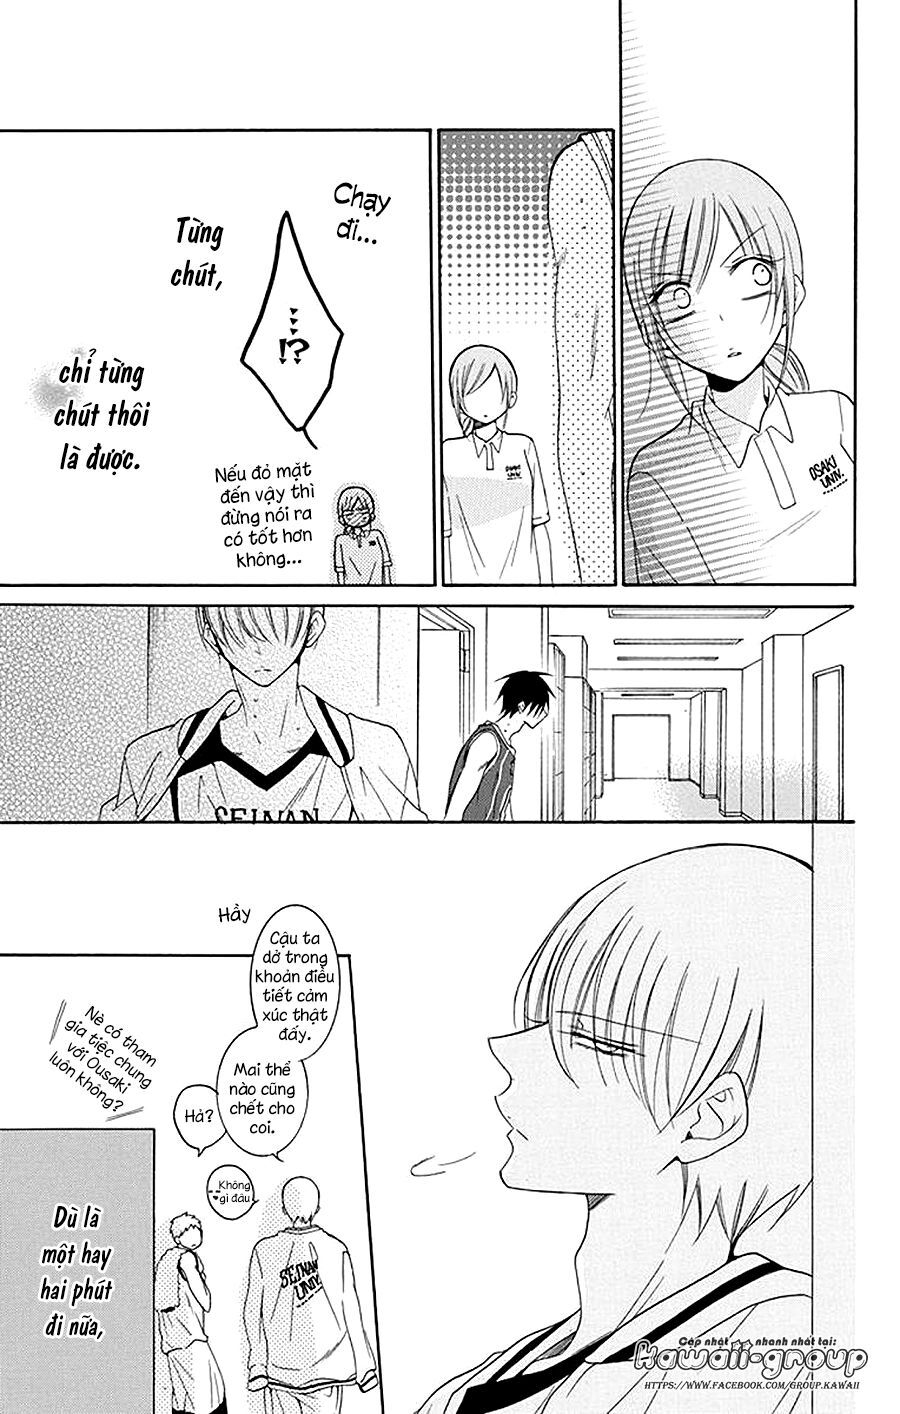 OSAKI
UNIV.
OSAKI
UNIV.
Chạy
đi...
...!?
Từng
chút,
chỉ từng
chút thôi
là được.
Nếu đỏ mặt
đến vậy thì
đừng nói ra
có tốt hơn
không...
SEINAN
Hầy
Cậu ta
dở trong
khoản điều
tiết cảm
xúc thật
đấy.
Mai thể
nào cũng
chết cho
coi.
Nè có tham
gia tiệc chung
với Ousaki
luôn không?
Hả?
Không
gì đâu
SEINAN
UNIV.
Dù là
một hay
hai phút
đi nữa,
Cập nhật nhanh nhất tại:
kawaii-group
HTTPS://WWW.FACEBOOK.COM/GROUP.KAWAII